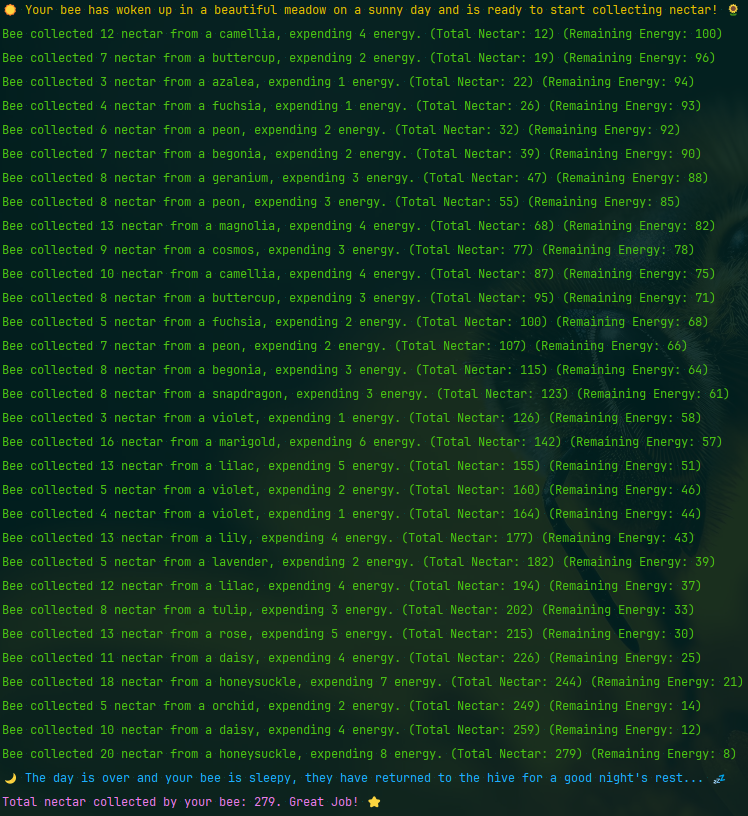 🌞 Your bee has woken up in a beautiful meadow on a sunny day and is ready to start collecting nectar! 🌻
Bee collected 12 nectar from a camellia, expending 4 energy. (Total Nectar: 12) (Remaining Energy: 100)
Bee collected 7 nectar from a buttercup, expending 2 energy. (Total Nectar: 19) (Remaining Energy: 96)
Bee collected 3 nectar from a azalea, expending 1 energy. (Total Nectar: 22) (Remaining Energy: 94)
Bee collected 4 nectar from a fuchsia, expending 1 energy. (Total Nectar: 26) (Remaining Energy: 93)
Bee collected 6 nectar from a peon, expending 2 energy. (Total Nectar: 32) (Remaining Energy: 92)
Bee collected 7 nectar from a begonia, expending 2 energy. (Total Nectar: 39) (Remaining Energy: 90)
Bee collected 8 nectar from a geranium, expending 3 energy. (Total Nectar: 47) (Remaining Energy: 88)
Bee collected 8 nectar from a peon, expending 3 energy. (Total Nectar: 55) (Remaining Energy: 85)
Bee collected 13 nectar from a magnolia, expending 4 energy. (Total Nectar: 68) (Remaining Energy: 82)
Bee collected 9 nectar from a cosmos, expending 3 energy. (Total Nectar: 77) (Remaining Energy: 78)
Bee collected 10 nectar from a camellia, expending 4 energy. (Total Nectar: 87) (Remaining Energy: 75)
Bee collected 8 nectar from a buttercup, expending 3 energy. (Total Nectar: 95) (Remaining Energy: 71)
Bee collected 5 nectar from a fuchsia, expending 2 energy. (Total Nectar: 100) (Remaining Energy: 68)
Bee collected 7 nectar from a peon, expending 2 energy. (Total Nectar: 107) (Remaining Energy: 66)
Bee collected 8 nectar from a begonia, expending 3 energy. (Total Nectar: 115) (Remaining Energy: 64)
Bee collected 8 nectar from a snapdragon, expending 3 energy. (Total Nectar: 123) (Remaining Energy: 61)
Bee collected 3 nectar from a violet, expending 1 energy. (Total Nectar: 126) (Remaining Energy: 58)
Bee collected 16 nectar from a marigold, expending 6 energy. (Total Nectar: 142) (Remaining Energy: 57)
Bee collected 13 nectar from a lilac, expending 5 energy. (Total Nectar: 155) (Remaining Energy: 51)
Bee collected 5 nectar from a violet, expending 2 energy. (Total Nectar: 160) (Remaining Energy: 46)
Bee collected 4 nectar from a violet, expending 1 energy. (Total Nectar: 164) (Remaining Energy: 44)
Bee collected 13 nectar from a lily, expending 4 energy. (Total Nectar: 177) (Remaining Energy: 43)
Bee collected 5 nectar from a lavender, expending 2 energy. (Total Nectar: 182) (Remaining Energy: 39)
Bee collected 12 nectar from a lilac, expending 4 energy. (Total Nectar: 194) (Remaining Energy: 37)
Bee collected 8 nectar from a tulip, expending 3 energy. (Total Nectar: 202) (Remaining Energy: 33)
Bee collected 13 nectar from a rose, expending 5 energy. (Total Nectar: 215) (Remaining Energy: 30)
Bee collected 11 nectar from a daisy, expending 4 energy. (Total Nectar: 226) (Remaining Energy: 25)
Bee collected 18 nectar from a honeysuckle, expending 7 energy. (Total Nectar: 244) (Remaining Energy: 21)
Bee collected 5 nectar from a orchid, expending 2 energy. (Total Nectar: 249) (Remaining Energy: 14)
Bee collected 10 nectar from a daisy, expending 4 energy. (Total Nectar: 259) (Remaining Energy: 12)
Bee collected 20 nectar from a honeysuckle, expending 8 energy. (Total Nectar: 279) (Remaining Energy: 8)
🌙 The day is over and your bee is sleepy, they have returned to the hive for a good night's rest... 💤
Total nectar collected by your bee: 279. Great Job! ⭐